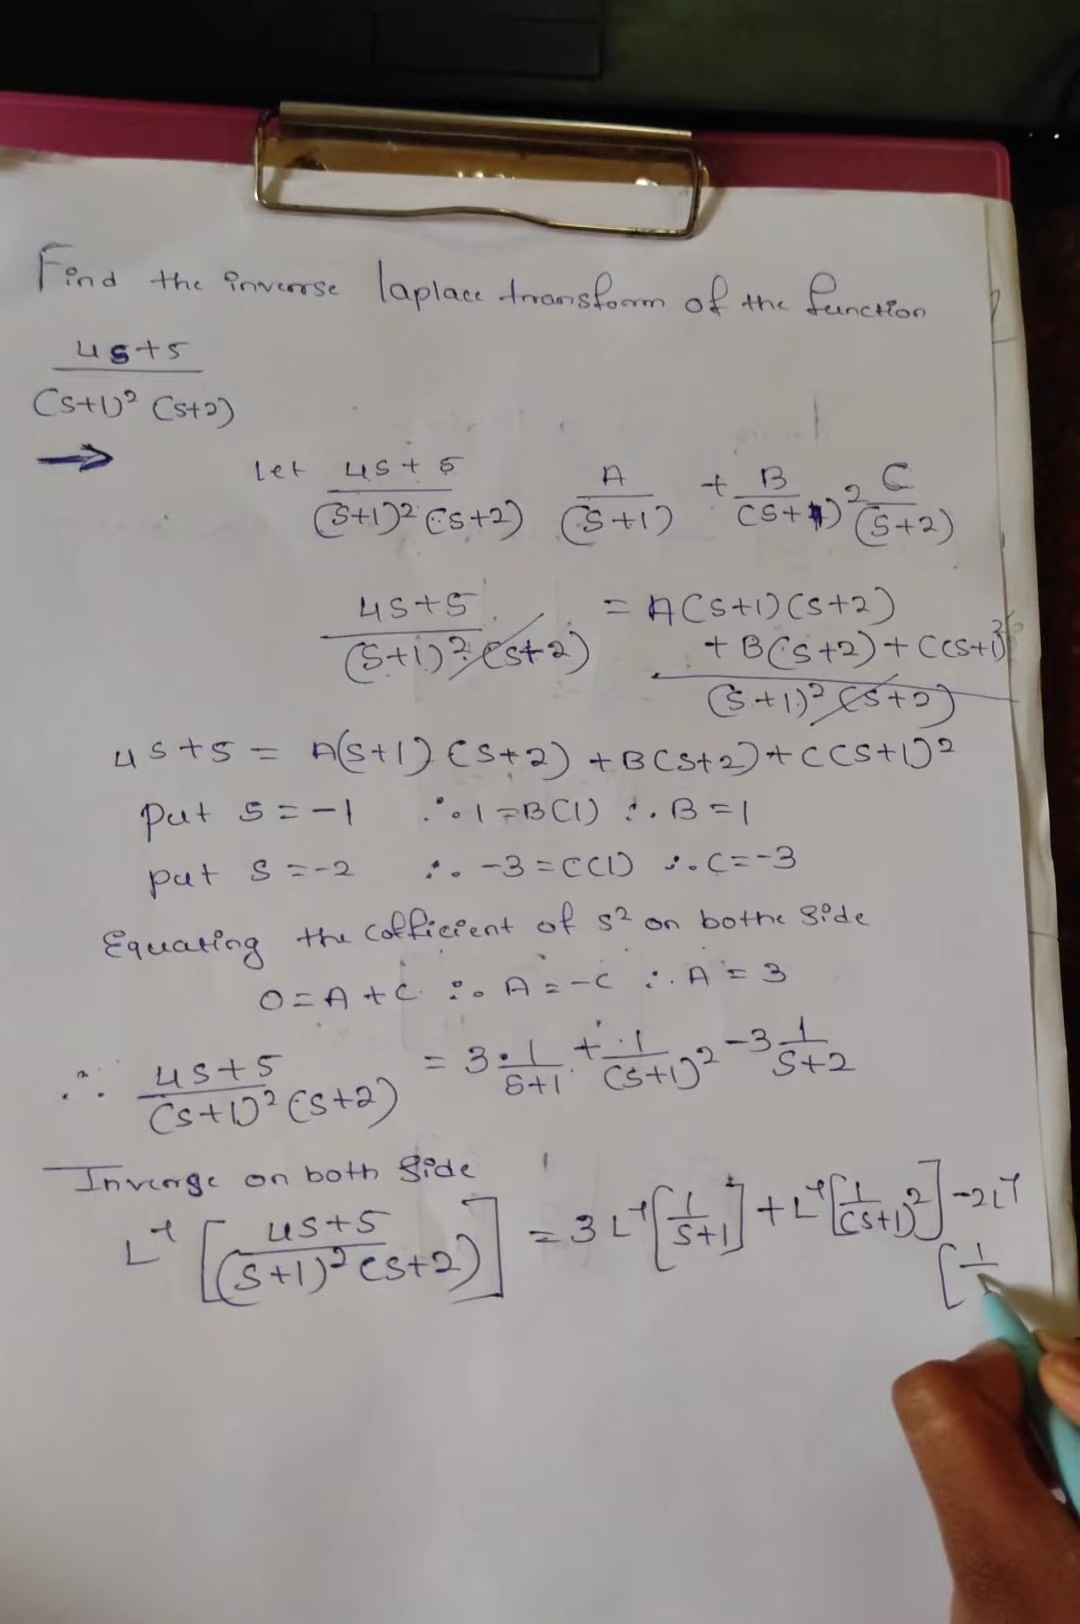 Find the inverse laplace transform of the function
4s+5
(s+1)² (s+2)
→
Let 4s+5 / (s+1)² (s+2) A / (s+1) + B / (s+1)² C / (s+2)
4s+5 / (s+1)² (s+2) = A(s+1)(s+2)
+ B(s+2) + C(s+1)²
(s+1)² (s+2)
4s+5 = A(s+1) (s+2) + B(s+2) + C(s+1)²
put s=-1 ∴ 1=B(1) ∴ B=1
put s=-2 ∴ -3=C(1) ∴ C=-3
Equating the cofficient of s² on bothe side
0=A+C ∴ A=-C ∴ A=3
∴ 4s+5 / (s+1)² (s+2) = 3·1 / s+1 + 1 / (s+1)² -3 1 / s+2
Inverse on both side
L⁻¹ [4s+5 / (s+1)² (s+2)] = 3 L⁻¹ [1 / s+1] + L⁻¹ [1 / (s+1)²] -2L⁻¹
[1